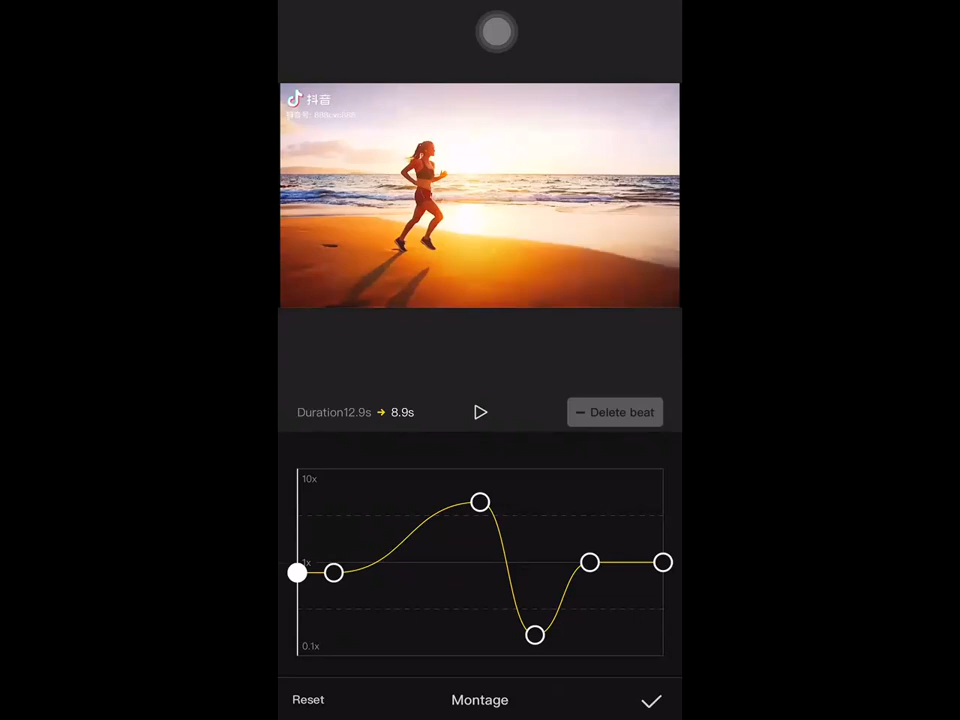 抖音
Duration12.9s → 8.9s
Delete beat
10x
1x
0.1x
Reset
Montage